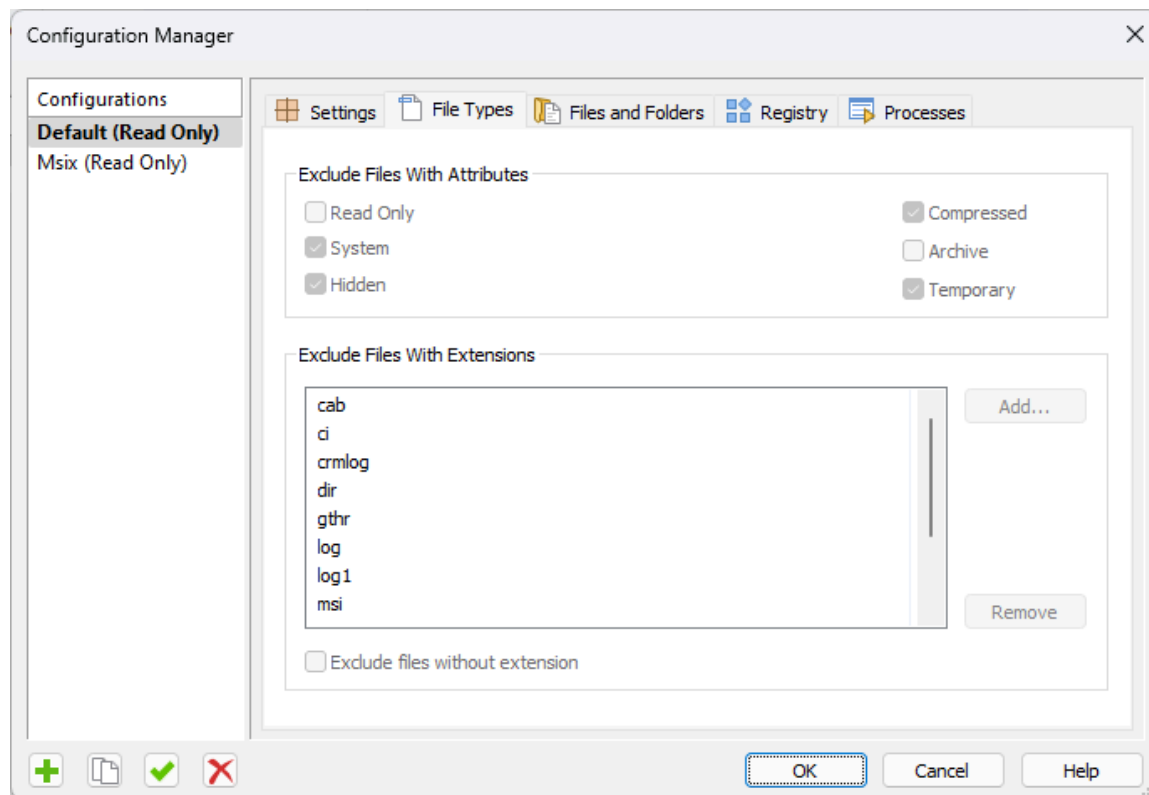 Configuration Manager
Configurations
Default (Read Only)
Msix (Read Only)
Settings File Types Files and Folders Registry Processes
Exclude Files With Attributes
Read Only Compressed
System Archive
Hidden Temporary
Exclude Files With Extensions
cab
ci
crmlog
dir
gthr
log
log1
msi
Add...
Remove
Exclude files without extension
OK Cancel Help